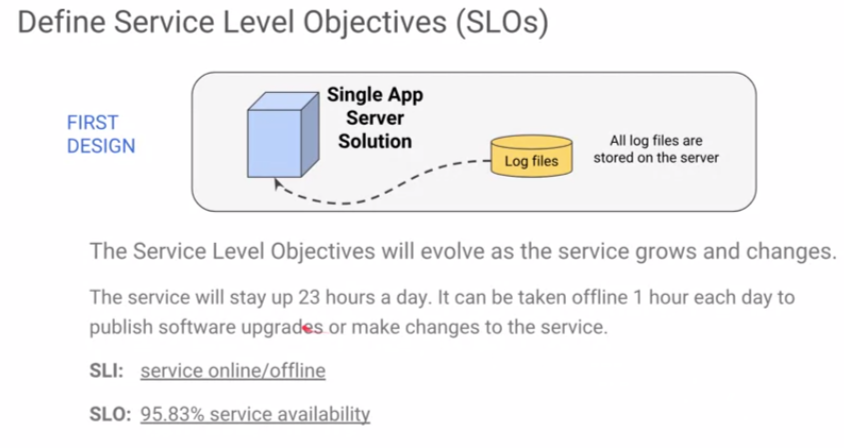 Define Service Level Objectives (SLOs)
FIRST
DESIGN
Single App
Server
Solution
Log files
All log files are
stored on the server
The Service Level Objectives will evolve as the service grows and changes.
The service will stay up 23 hours a day. It can be taken offline 1 hour each day to
publish software upgrades or make changes to the service.
SLI: service online/offline
SLO: 95.83% service availability